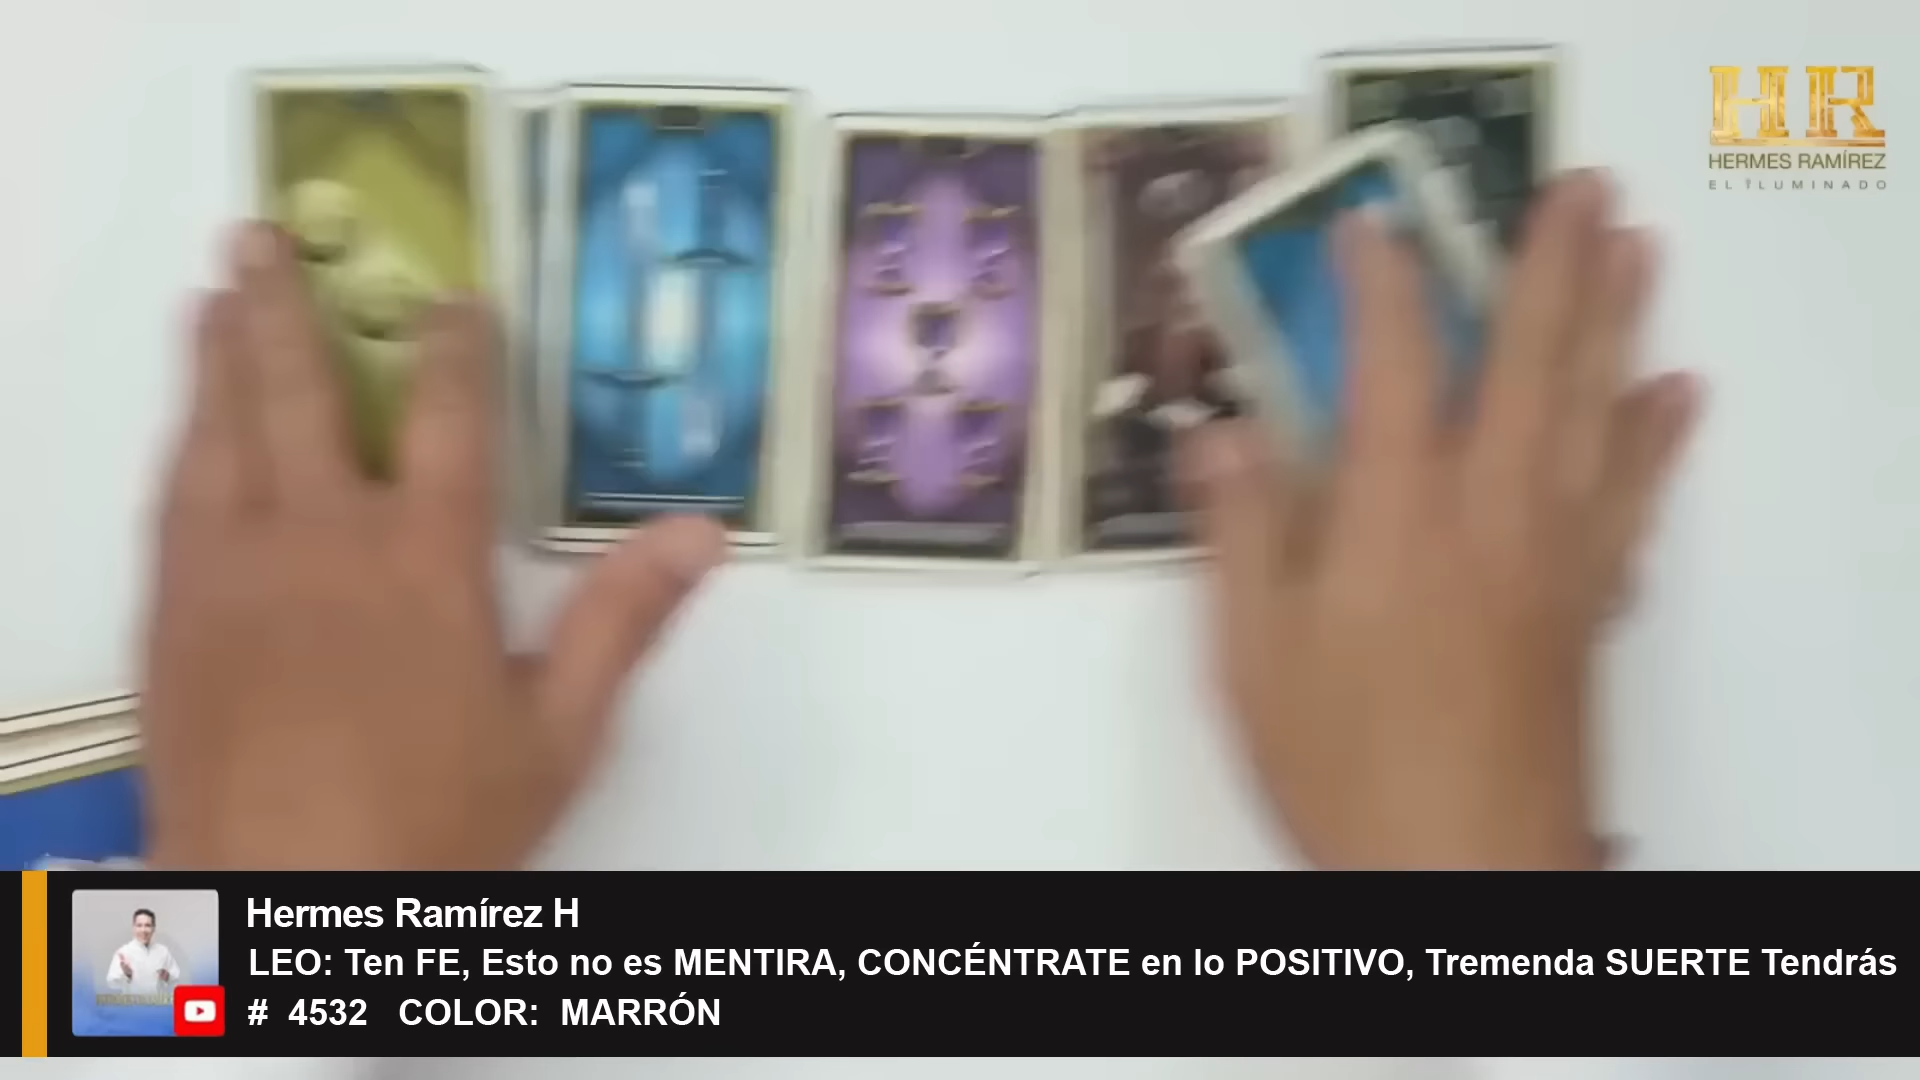 HR
HERMES RAMÍREZ
EL ILUMINADO
Hermes Ramírez H
LEO: Ten FE, Esto no es MENTIRA, CONCÉNTRATE en lo POSITIVO, Tremenda SUERTE Tendrás
# 4532 COLOR: MARRÓN